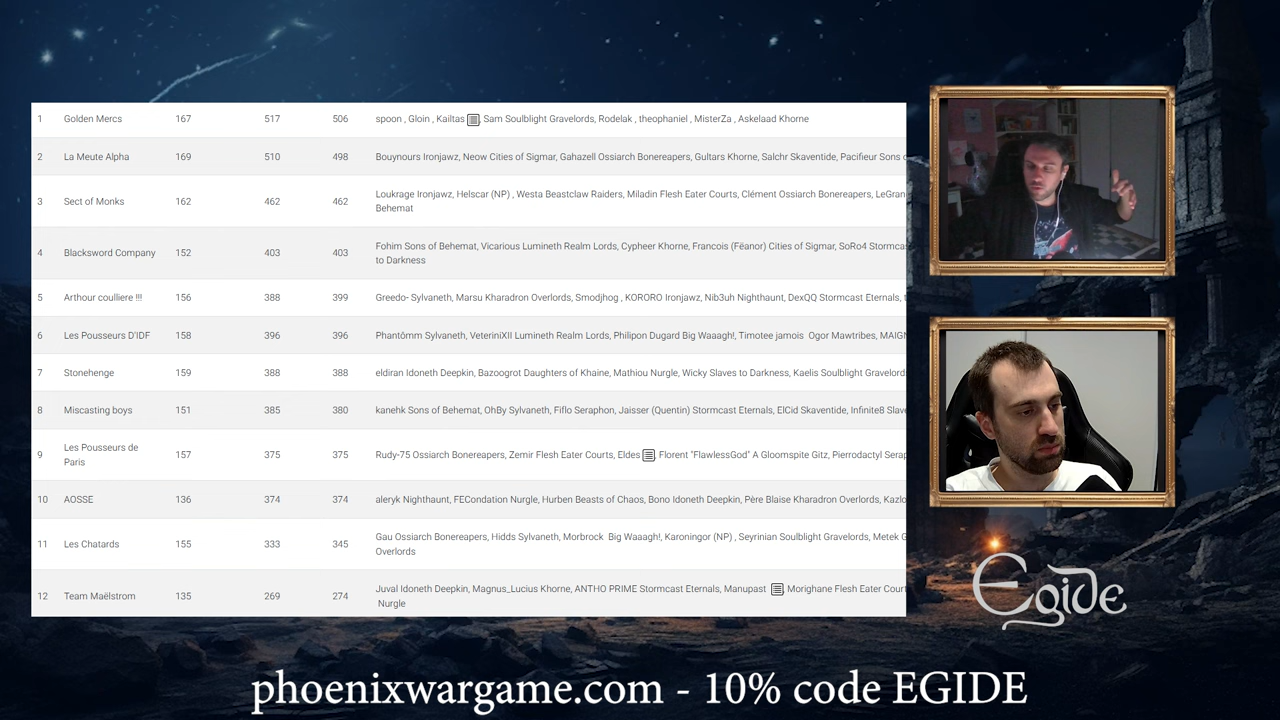 1 Golden Mercs 167 517 506 spoon , Gloin , Kailtas , Sam Soulblight Gravelords, Rodelak , theophaniel , MisterZa , Askelaad Khorne
2 La Meute Alpha 169 510 498 Bouynours Ironjawz, Neow Cities of Sigmar, Gahazell Ossiarch Bonereapers, Gultars Khorne, Salchr Skaventide, Pacifieur Sons
3 Sect of Monks 162 462 462 Loukrage Ironjawz, Helscar (NP) , Westa Beastclaw Raiders, Miladin Flesh Eater Courts, Clément Ossiarch Bonereapers, LeGran
Behemat
4 Blacksword Company 152 403 403 Fohim Sons of Behemat, Vicarious Lumineth Realm Lords, Cypheer Khorne, Francois (Fëanor) Cities of Sigmar, SoRo4 Stormcas
to Darkness
5 Arthour coulliere !!! 156 388 399 Greedo- Sylvaneth, Marsu Kharadron Overlords, Smodjhog , KORORO Ironjawz, Nib3uh Nighthaunt, DexQQ Stormcast Eternals,
6 Les Pousseurs D'IDF 158 396 396 Phantômm Sylvaneth, VeteriniXII Lumineth Realm Lords, Philipon Dugard Big Waaagh!, Timotee jamois Ogor Mawtribes, MAIGN
7 Stonehenge 159 388 388 eldiran Idoneth Deepkin, Bazoogrot Daughters of Khaine, Mathiou Nurgle, Wicky Slaves to Darkness, Kaelis Soulblight Gravelord
8 Miscasting boys 151 385 380 kanehk Sons of Behemat, OhBy Sylvaneth, Fiflo Seraphon, Jaisser (Quentin) Stormcast Eternals, ElCid Skaventide, Infinite8 Slave
9 Les Pousseurs de Paris 157 375 375 Rudy-75 Ossiarch Bonereapers, Zemir Flesh Eater Courts, Eldes , Florent "FlawlessGod" A Gloomspite Gitz, Pierrodactyl Serap
10 AOSSE 136 374 374 aleryk Nighthaunt, FECondation Nurgle, Hurben Beasts of Chaos, Bono Idoneth Deepkin, Père Blaise Kharadron Overlords, Kazlo
11 Les Chatards 155 333 345 Gau Ossiarch Bonereapers, Hidds Sylvaneth, Morbrock Big Waaagh!, Karoningor (NP) , Seyrinian Soulblight Gravelords, Metek G
Overlords
12 Team Maëlstrom 135 269 274 Juval Idoneth Deepkin, Magnus_Lucius Khorne, ANTHO PRIME Stormcast Eternals, Manupast , Morighane Flesh Eater Court
Nurgle
Egide
phoenixwargame.com - 10% code EGIDE